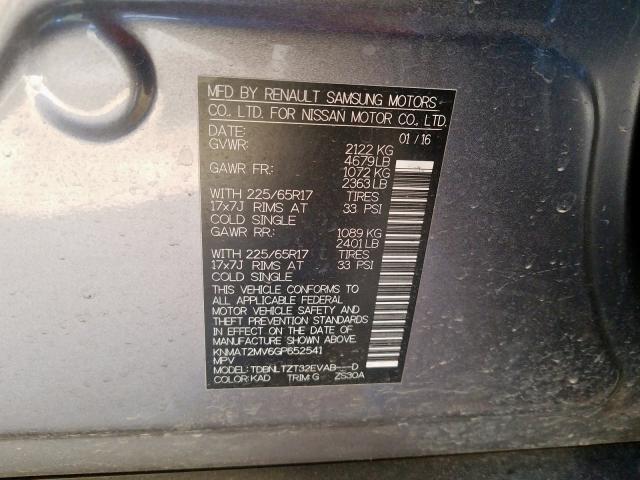 MFD BY RENAULT SAMSUNG MOTORS
CO., LTD. FOR NISSAN MOTOR CO., LTD.
DATE: 01 / 16
GVWR: 2122 KG
4679 LB
GAWR FR: 1072 KG
2363 LB
WITH 225/65R17 TIRES
17x7J RIMS AT 33 PSI
COLD SINGLE
GAWR RR: 1089 KG
2401 LB
WITH 225/65R17 TIRES
17x7J RIMS AT 33 PSI
COLD SINGLE
THIS VEHICLE CONFORMS TO
ALL APPLICABLE FEDERAL
MOTOR VEHICLE SAFETY AND
THEFT PREVENTION STANDARDS
IN EFFECT ON THE DATE OF
MANUFACTURE SHOWN ABOVE.
KNMAT2MV6GP652541
MPV
MODEL: TDBNLTZT32EVAB---D
COLOR: KAD TRIM: G ZS30A